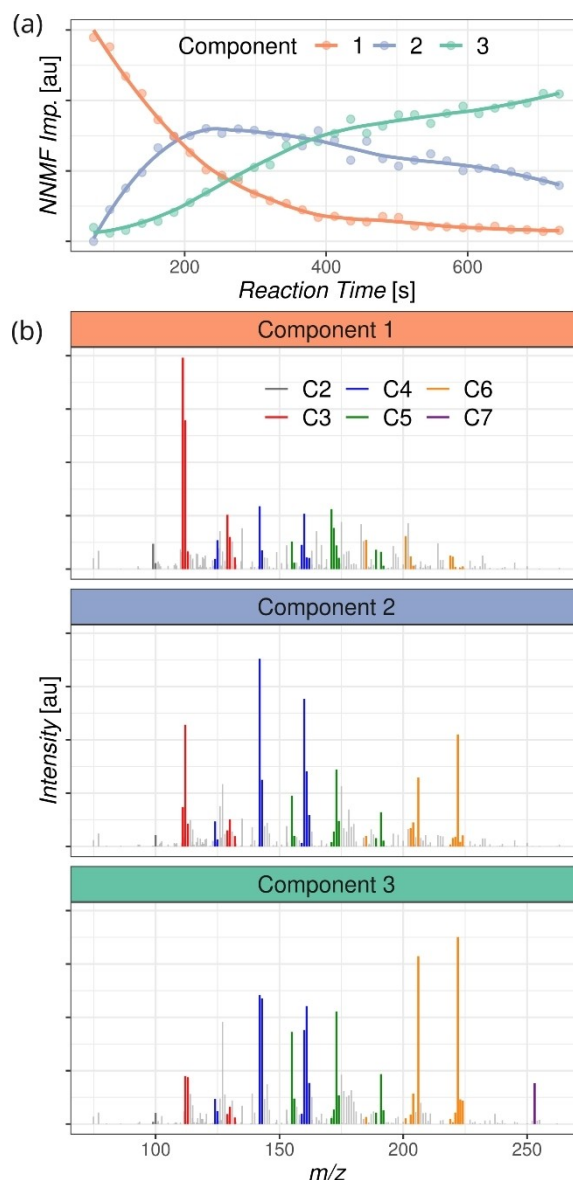 (a)
Component 1 2 3
NNMF Imp. [au]
200 400 600
Reaction Time [s]
(b)
Component 1
C2 C4 C6
C3 C5 C7
Component 2
Intensity [au]
Component 3
100 150 200 250
m/z